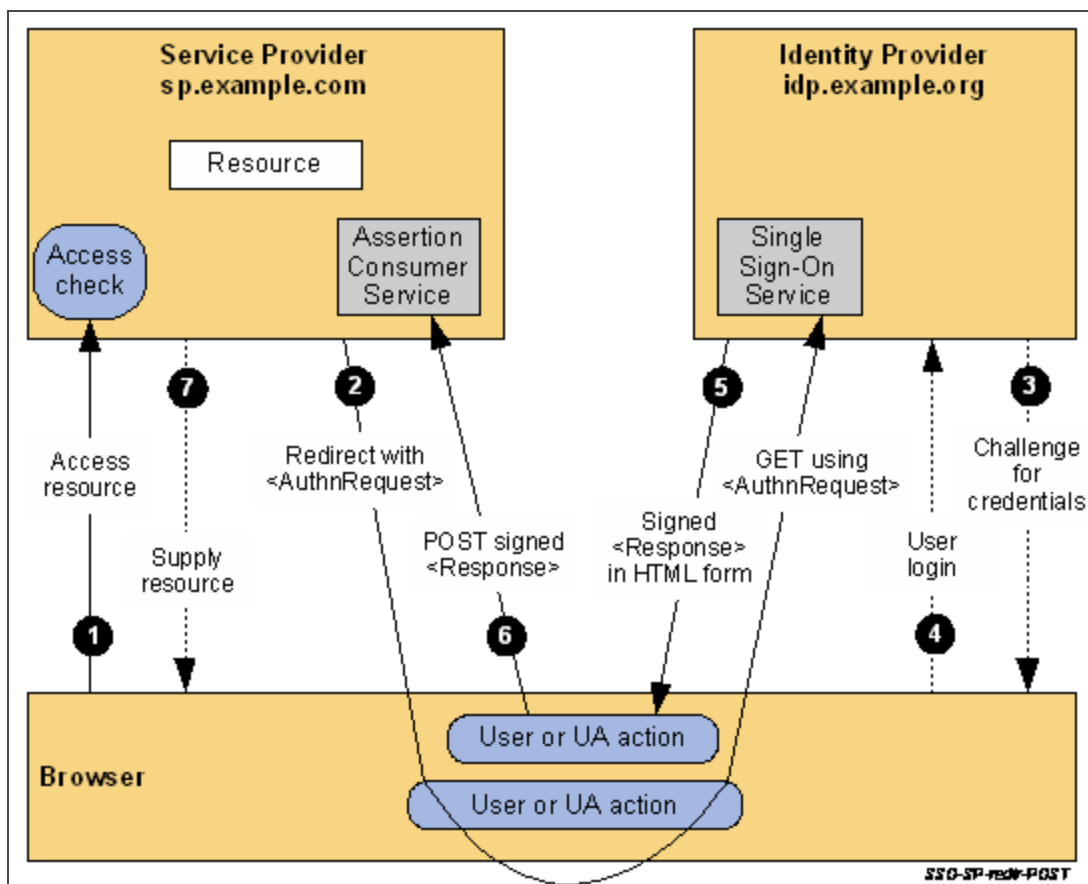 Service Provider
sp.example.com
Identity Provider
idp.example.org
Resource
Access
check
Assertion
Consumer
Service
Single
Sign-On
Service
7
2
5
3
Access
resource
Redirect with
<AuthnRequest>
GET using
<AuthnRequest>
Challenge
for
credentials
Supply
resource
POST signed
<Response>
Signed
<Response>
in HTML form
User
login
1
6
4
User or UA action
Browser
User or UA action
SSO-SP-redir-POST